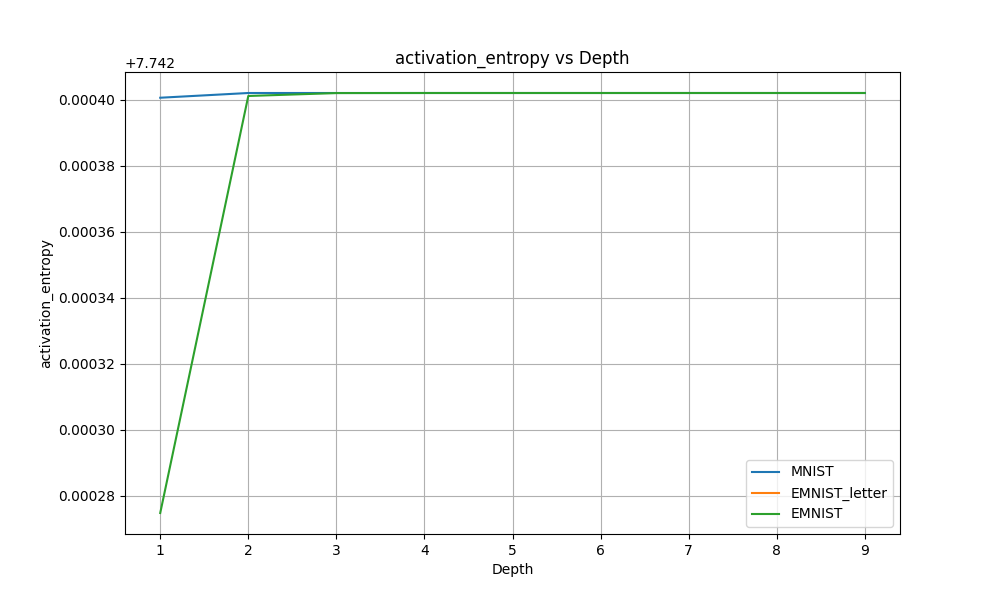 activation_entropy vs Depth
+7.742
0.00040
0.00038
0.00036
0.00034
0.00032
0.00030
0.00028
activation_entropy
1 2 3 4 5 6 7 8 9
Depth
MNIST
EMNIST_letter
EMNIST